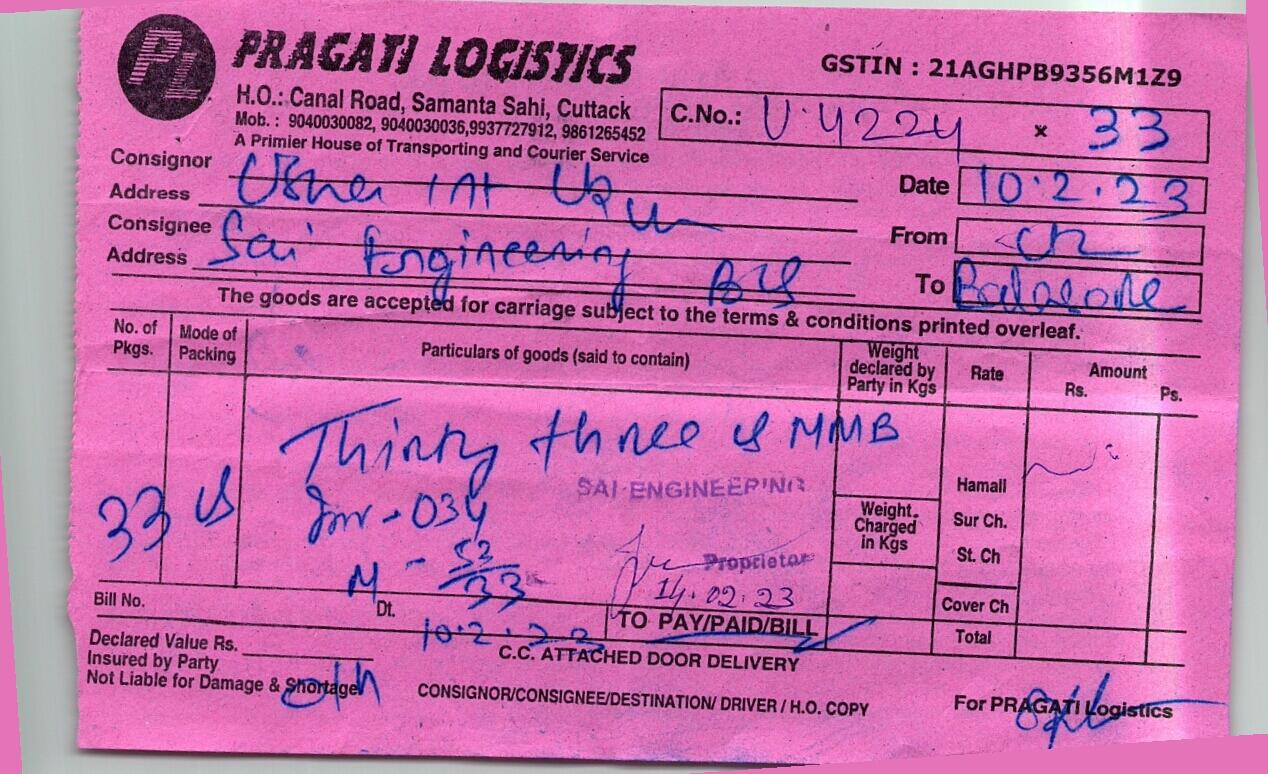 PL PRAGATI LOGISTICS
GSTIN : 21AGHPB9356M1Z9
H.O.: Canal Road, Samanta Sahi, Cuttack
Mob. : 9040030082, 9040030036,9937727912, 9861265452
A Primier House of Transporting and Courier Service
C.No.: U.4224 x 33
Consignor
Address
Date 10.2.23
Consignee Sai Engineering
Address
From
To Balasore
The goods are accepted for carriage subject to the terms & conditions printed overleaf.
No. of Pkgs.
Mode of Packing
Particulars of goods (said to contain)
Weight declared by Party in Kgs
Rate
Amount
Rs. Ps.
Thirty three MMB
33
SAI ENGINEERING
Inv - 034
M - 52/33
Proprietor
14.02.23
Weight Charged in Kgs
Hamali
Sur Ch.
St. Ch
Cover Ch
Total
Bill No.
Dt. 10.2.23
TO PAY/PAID/BILL
Declared Value Rs.
Insured by Party
Not Liable for Damage & Shortage
C.C. ATTACHED DOOR DELIVERY
CONSIGNOR/CONSIGNEE/DESTINATION/ DRIVER / H.O. COPY
For PRAGATI Logistics